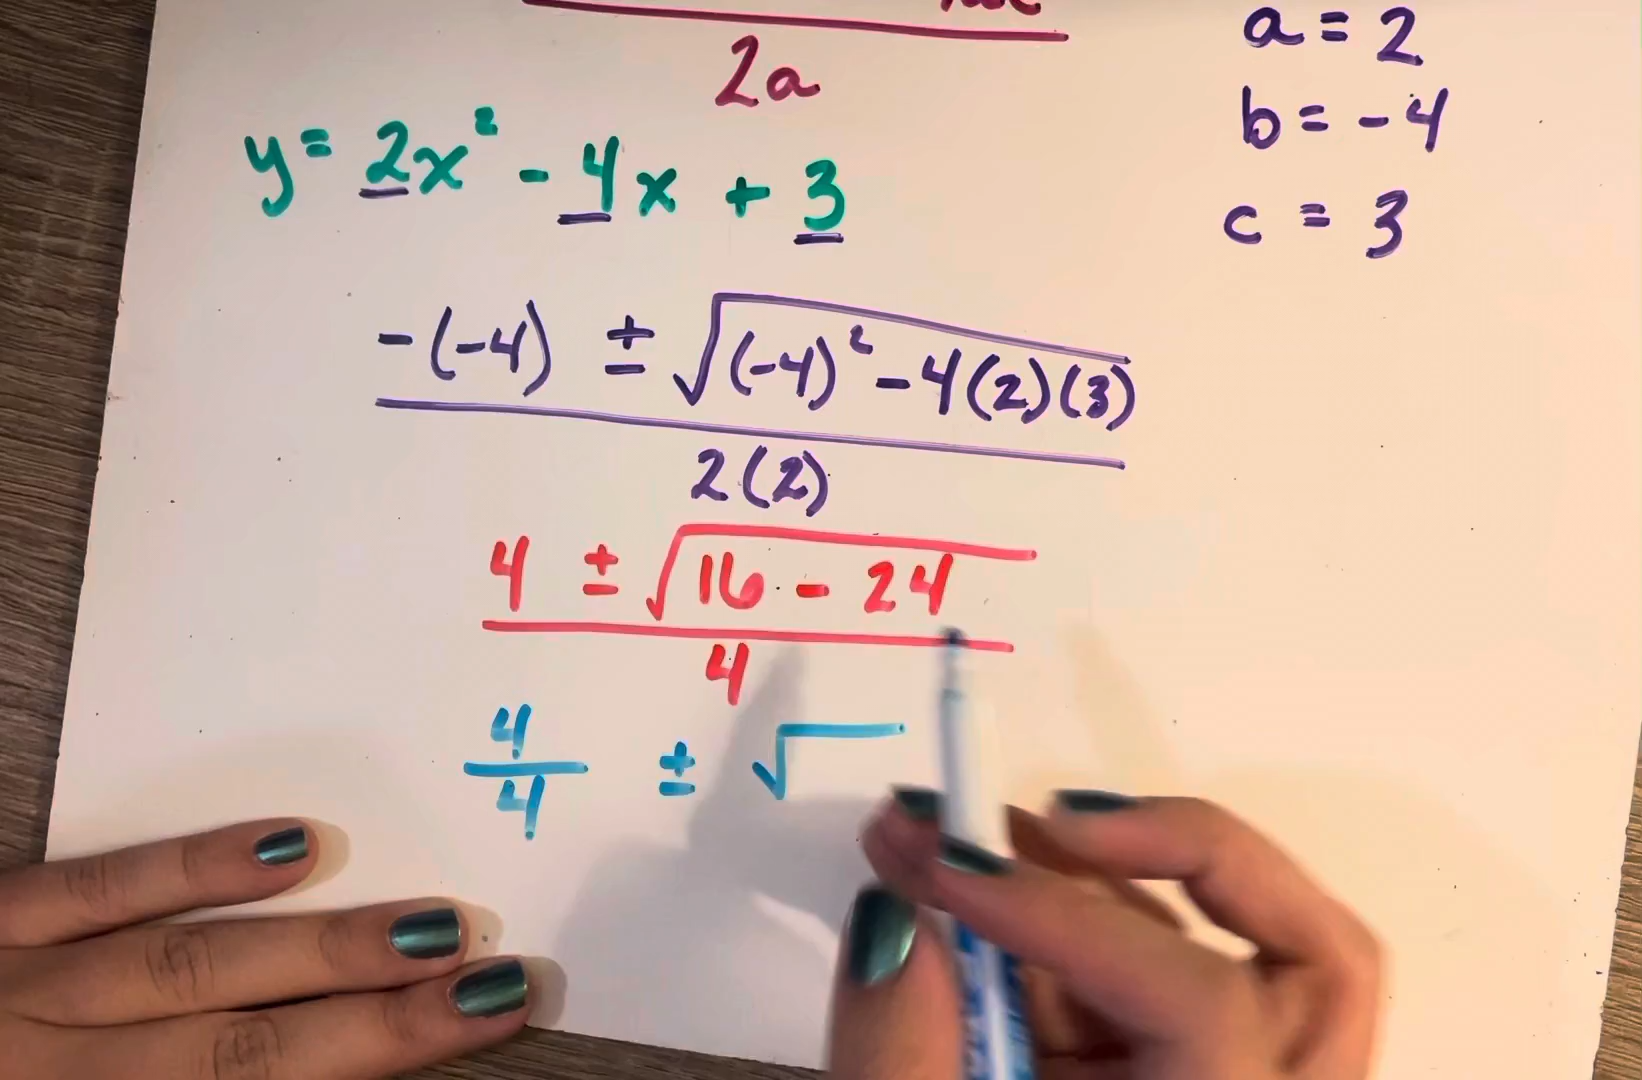 2a
a = 2
y = 2x² - 4x + 3
b = -4
c = 3
-(-4) ± √(-4)² - 4(2)(3)
2(2)
4 ± √16 - 24
4
4 ± √
4